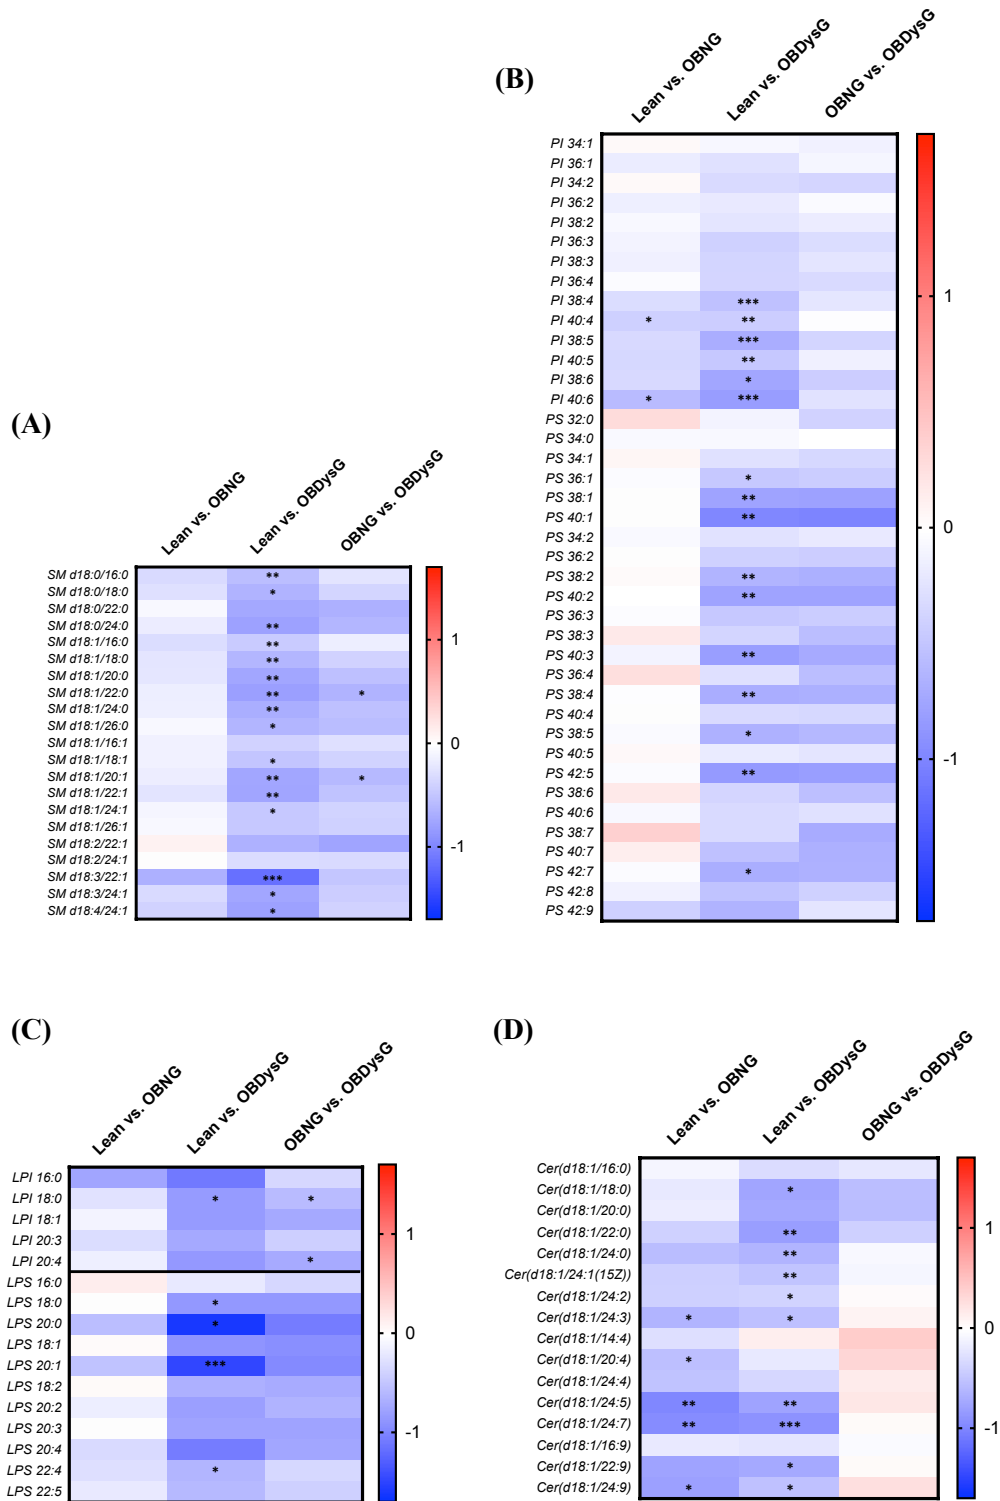 (A)
Lean vs. OBNG
Lean vs. OBDysG
OBNG vs. OBDysG
SM d18:0/16:0 **
SM d18:0/18:0 *
SM d18:0/22:0
SM d18:0/24:0 **
SM d18:1/16:0 **
SM d18:1/18:0 **
SM d18:1/20:0 **
SM d18:1/22:0 ** *
SM d18:1/24:0 **
SM d18:1/26:0 *
SM d18:1/16:1
SM d18:1/18:1 *
SM d18:1/20:1 ** *
SM d18:1/22:1 **
SM d18:1/24:1 *
SM d18:1/26:1
SM d18:2/22:1
SM d18:2/24:1
SM d18:3/22:1 ***
SM d18:3/24:1 *
SM d18:4/24:1 *
1
0
-1
(B)
Lean vs. OBNG
Lean vs. OBDysG
OBNG vs. OBDysG
PI 34:1
PI 36:1
PI 34:2
PI 36:2
PI 38:2
PI 36:3
PI 38:3
PI 36:4
PI 38:4 ***
PI 40:4 * **
PI 38:5 ***
PI 40:5 **
PI 38:6 *
PI 40:6 * ***
PS 32:0
PS 34:0
PS 34:1
PS 36:1 *
PS 38:1 **
PS 40:1 **
PS 34:2
PS 36:2
PS 38:2 **
PS 40:2 **
PS 36:3
PS 38:3
PS 40:3 **
PS 36:4
PS 38:4 **
PS 40:4
PS 38:5 *
PS 40:5
PS 42:5 **
PS 38:6
PS 40:6
PS 38:7
PS 40:7
PS 42:7 *
PS 42:8
PS 42:9
1
0
-1
(C)
Lean vs. OBNG
Lean vs. OBDysG
OBNG vs. OBDysG
LPI 16:0
LPI 18:0 * *
LPI 18:1
LPI 20:3
LPI 20:4 *
LPS 16:0
LPS 18:0 *
LPS 20:0 *
LPS 18:1
LPS 20:1 ***
LPS 18:2
LPS 20:2
LPS 20:3
LPS 20:4
LPS 22:4 *
LPS 22:5
1
0
-1
(D)
Lean vs. OBNG
Lean vs. OBDysG
OBNG vs. OBDysG
Cer(d18:1/16:0)
Cer(d18:1/18:0) *
Cer(d18:1/20:0)
Cer(d18:1/22:0) **
Cer(d18:1/24:0) **
Cer(d18:1/24:1(15Z)) **
Cer(d18:1/24:2) *
Cer(d18:1/24:3) * *
Cer(d18:1/14:4)
Cer(d18:1/20:4) *
Cer(d18:1/24:4)
Cer(d18:1/24:5) ** **
Cer(d18:1/24:7) ** ***
Cer(d18:1/16:9)
Cer(d18:1/22:9) *
Cer(d18:1/24:9) * *
1
0
-1